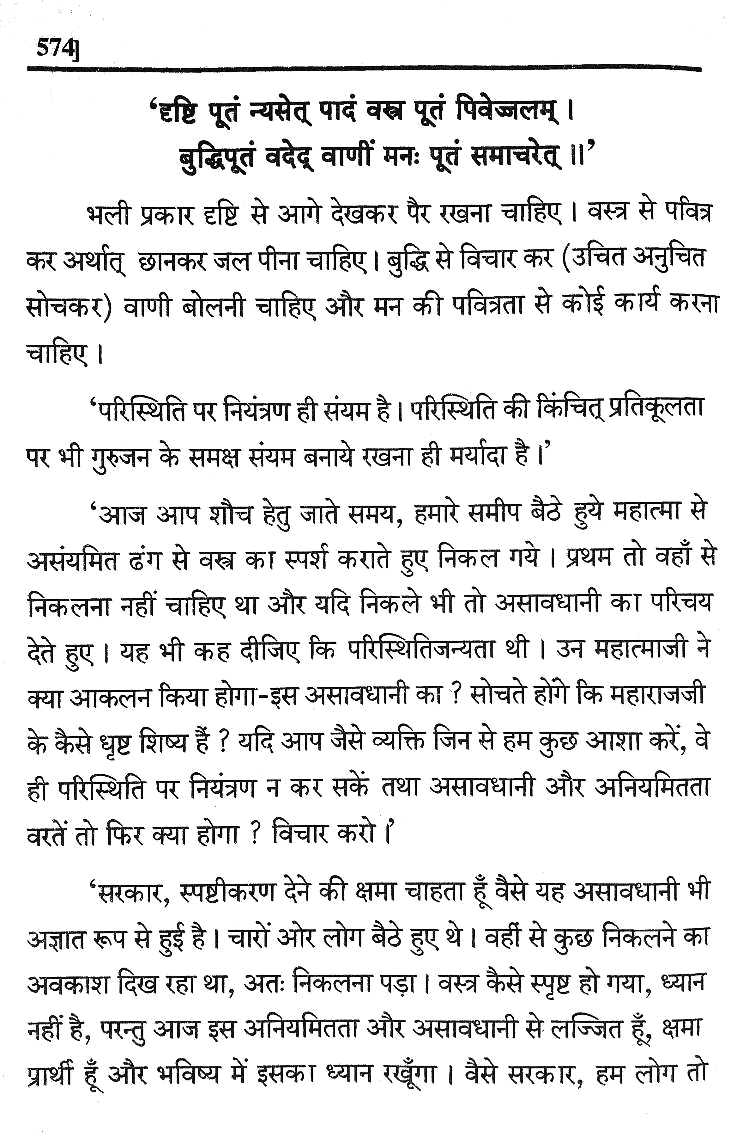 574]
‘दृष्टि पूतं न्यसेत् पादं वस्त्र पूतं पिवेज्जलम् ।
बुद्धिपूतं वदेद् वाणीं मनः पूतं समाचरेत् ॥’
भली प्रकार दृष्टि से आगे देखकर पैर रखना चाहिए । वस्त्र से पवित्र
कर अर्थात् छानकर जल पीना चाहिए। बुद्धि से विचार कर (उचित अनुचित
सोचकर) वाणी बोलनी चाहिए और मन की पवित्रता से कोई कार्य करना
चाहिए ।
‘परिस्थिति पर नियंत्रण ही संयम है। परिस्थिति की किंचित् प्रतिकूलता
पर भी गुरुजन के समक्ष संयम बनाये रखना ही मर्यादा है।’
‘आज आप शौच हेतु जाते समय, हमारे समीप बैठे हुये महात्मा से
असंयमित ढंग से वस्त्र का स्पर्श कराते हुए निकल गये । प्रथम तो वहाँ से
निकलना नहीं चाहिए था और यदि निकले भी तो असावधानी का परिचय
देते हुए । यह भी कह दीजिए कि परिस्थितिजन्यता थी । उन महात्माजी ने
क्या आकलन किया होगा-इस असावधानी का ? सोचते होंगे कि महाराजजी
के कैसे धृष्ट शिष्य हैं ? यदि आप जैसे व्यक्ति जिन से हम कुछ आशा करें, वे
ही परिस्थिति पर नियंत्रण न कर सकें तथा असावधानी और अनियमितता
वरतें तो फिर क्या होगा ? विचार करो।’
‘सरकार, स्पष्टीकरण देने की क्षमा चाहता हूँ वैसे यह असावधानी भी
अज्ञात रूप से हुई है। चारों ओर लोग बैठे हुए थे। वहीं से कुछ निकलने का
अवकाश दिख रहा था, अतः निकलना पड़ा। वस्त्र कैसे स्पृष्ट हो गया, ध्यान
नहीं है, परन्तु आज इस अनियमितता और असावधानी से लज्जित हूँ, क्षमा
प्रार्थी हूँ और भविष्य में इसका ध्यान रखूँगा । वैसे सरकार, हम लोग तो